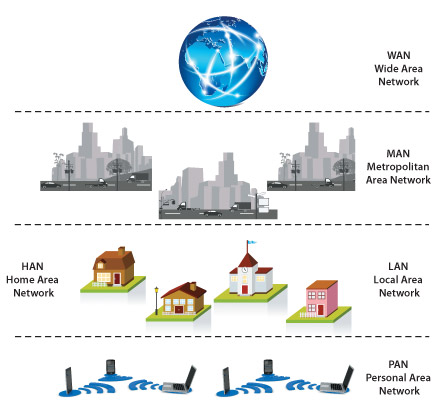 WAN
Wide Area
Network
MAN
Metropolitan
Area Network
HAN
Home Area
Network
LAN
Local Area
Network
PAN
Personal Area
Network